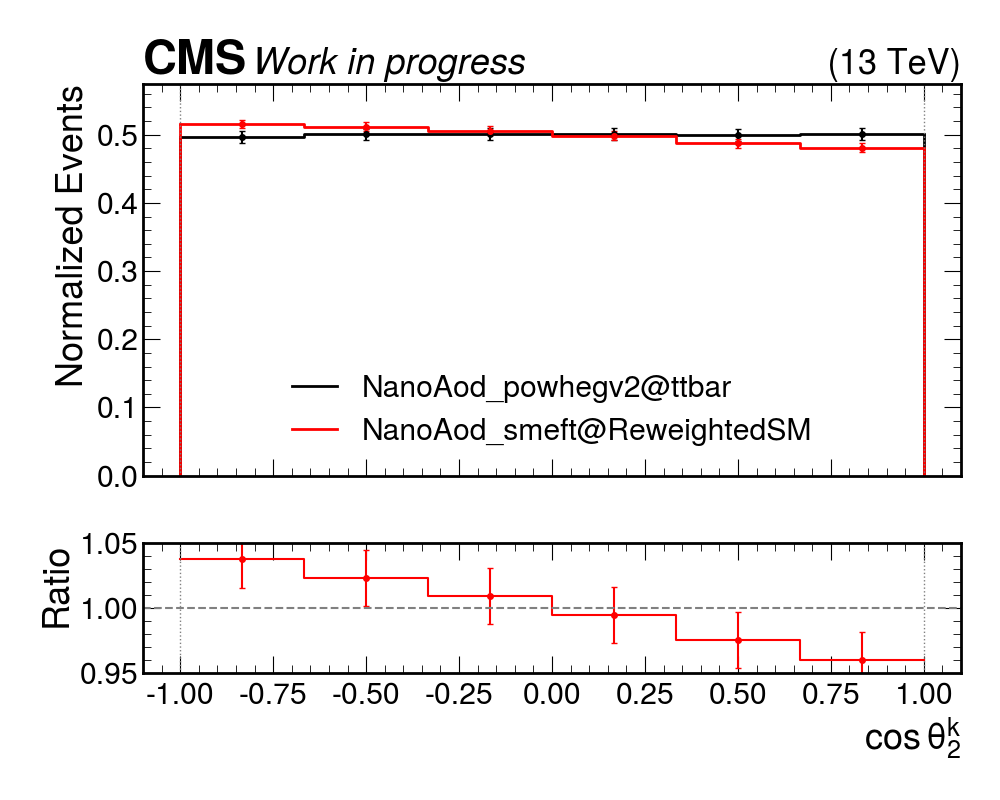 CMS Work in progress (13 TeV)
Normalized Events
0.5
0.4
0.3
0.2
0.1
0.0
NanoAod_powhegv2@ttbar
NanoAod_smeft@ReweightedSM
Ratio
1.05
1.00
0.95
-1.00 -0.75 -0.50 -0.25 0.00 0.25 0.50 0.75 1.00
cos θ₂ᵏ